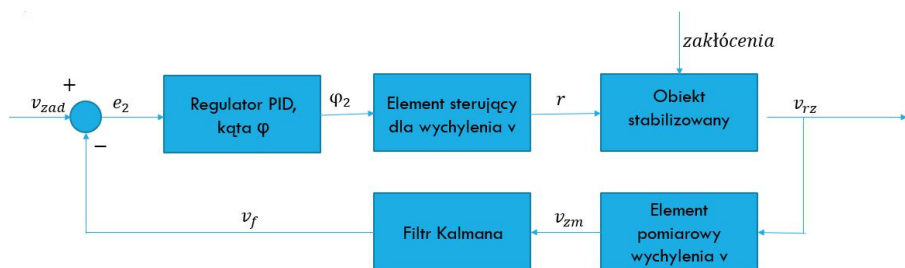 zakłócenia
+
v_zad
e_2
Regulator PID,
kąta φ
φ_2
Element sterujący
dla wychylenia v
r
Obiekt
stabilizowany
v_rz
−
v_f
Filtr Kalmana
v_zm
Element
pomiarowy
wychylenia v